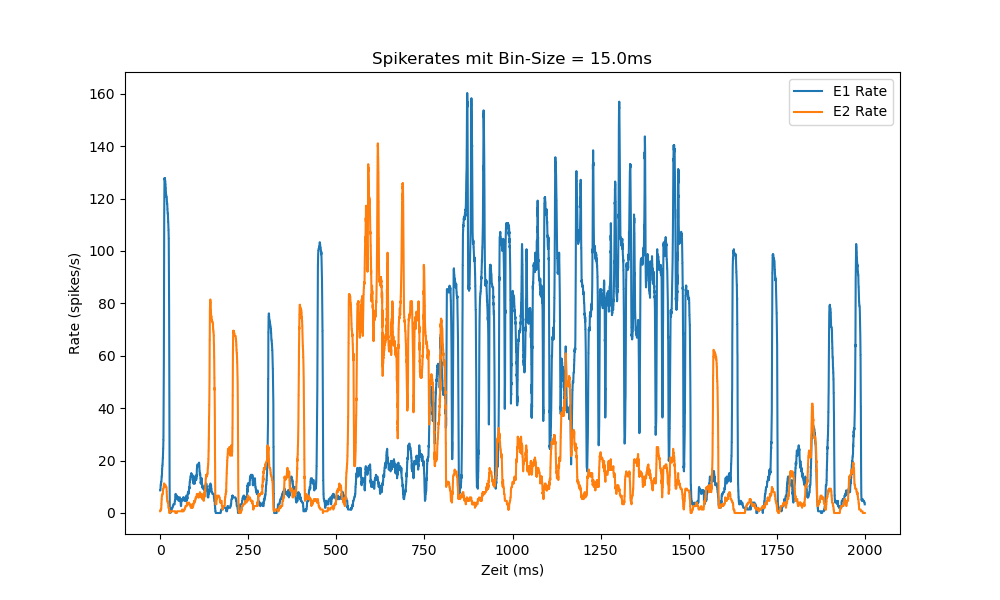 Spikerates mit Bin-Size = 15.0ms
E1 Rate
E2 Rate
Rate (spikes/s)
160
140
120
100
80
60
40
20
0
0 250 500 750 1000 1250 1500 1750 2000
Zeit (ms)